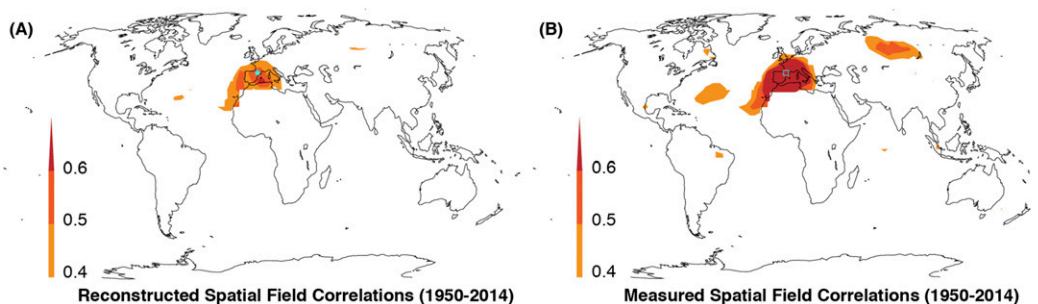 (A)
0.6
0.5
0.4
Reconstructed Spatial Field Correlations (1950-2014)
(B)
0.6
0.5
0.4
Measured Spatial Field Correlations (1950-2014)